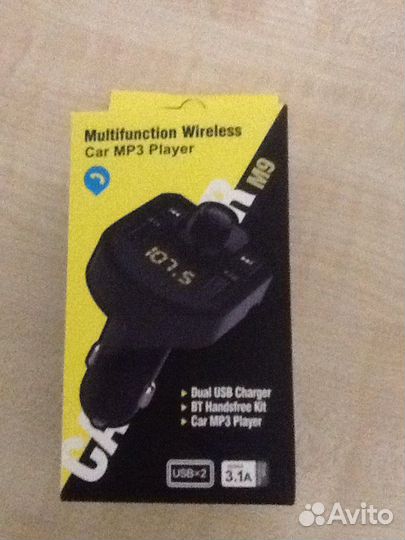 Multifunction Wireless
Car MP3 Player
M9
107.5
Dual USB Charger
BT Handsfree Kit
Car MP3 Player
USB×2
3.1A
Avito